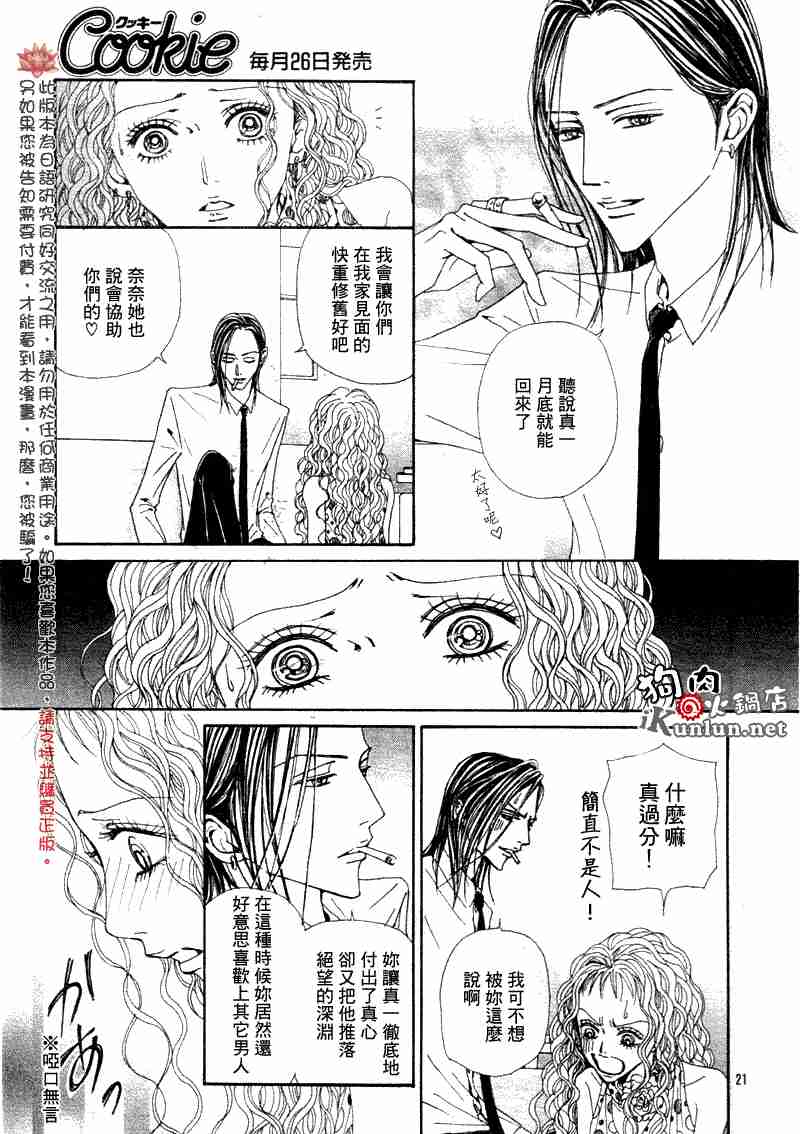 クッキー
Cookie
毎月26日発売
此版本為日語研究同好交流之用，請勿用於任何商業用途。如果您喜歡本作品，請支持並購買正版。
另如果您被告知需要付費，才能看到本漫畫，那麼，您被騙了！
聽說真一
月底就能
回來了
太好了呢♡
我會讓你們
在我家見面的
快重修舊好吧
奈奈她也
說會協助
你們的♡
狗肉
火鍋店
iKunlun.net
什麼嘛
真過分！
簡直不是人！
我可不想
被妳這麼
說啊
妳讓真一徹底地
付出了真心
卻又把他推落
絕望的深淵
在這種時候妳居然還
好意思喜歡上其它男人
かあっ
※啞口無言
21